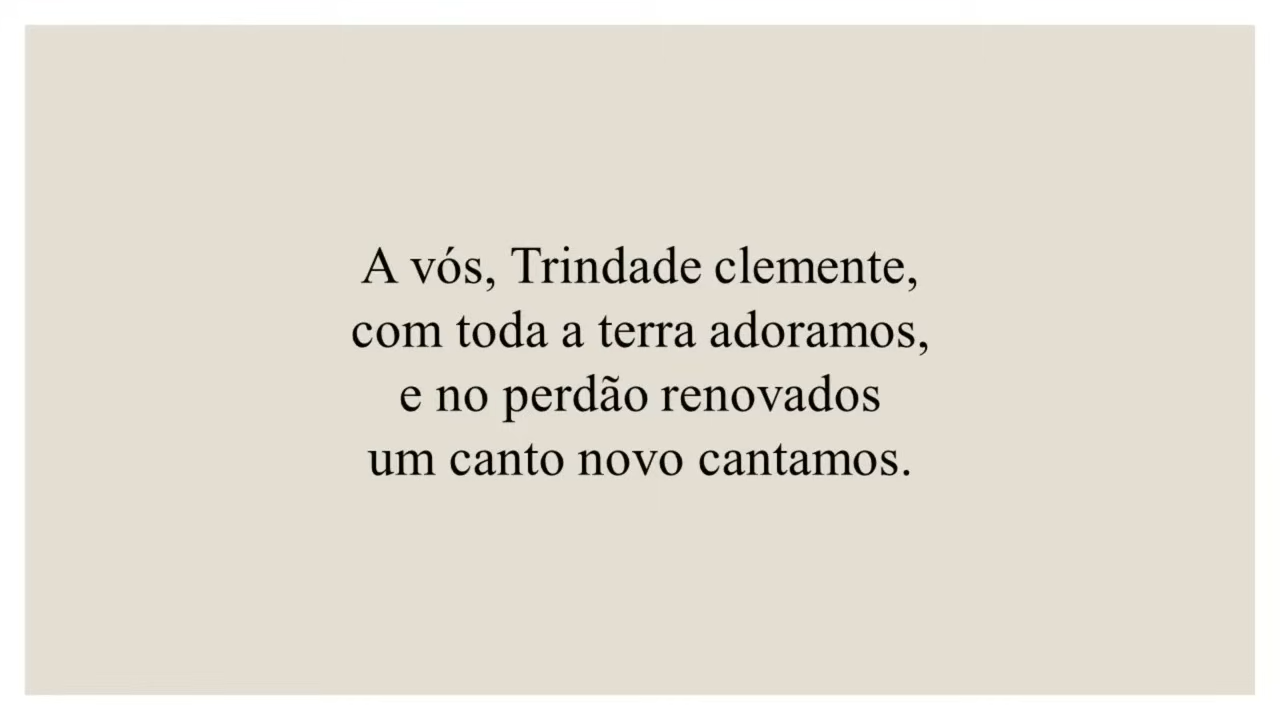 A vós, Trindade clemente,
com toda a terra adoramos,
e no perdão renovados
um canto novo cantamos.